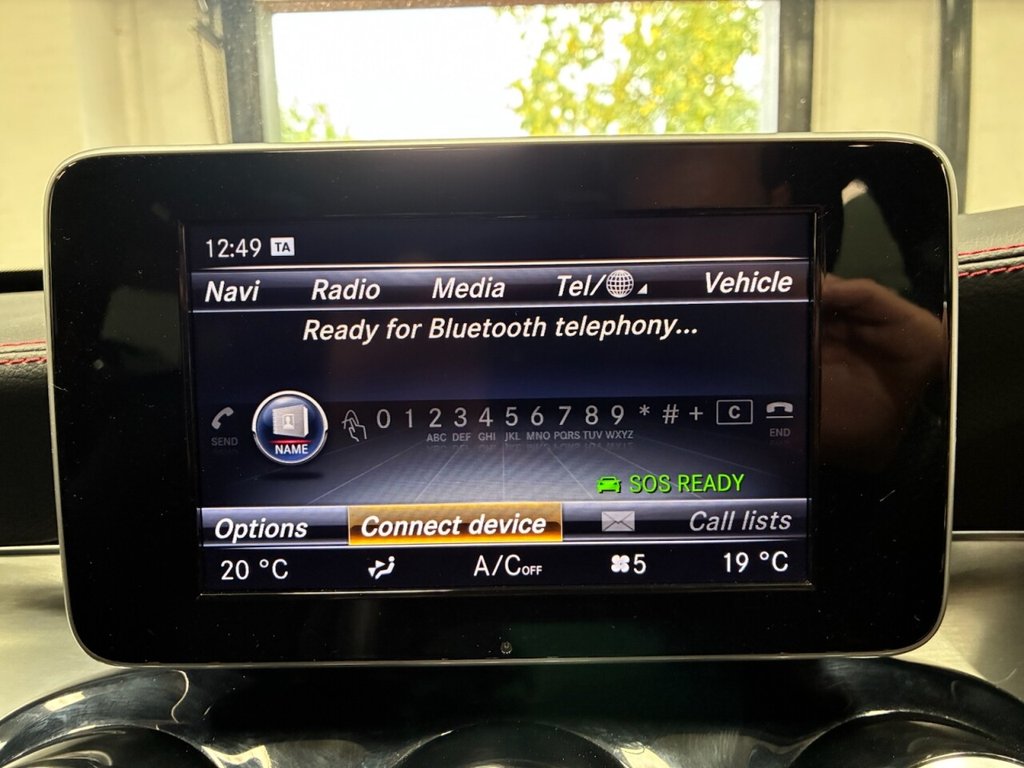 12:49 TA
Navi Radio Media Tel/ Vehicle
Ready for Bluetooth telephony...
0 1 2 3 4 5 6 7 8 9 * # + C
ABC DEF GHI JKL MNO PQRS TUV WXYZ
SEND NAME END
SOS READY
Options Connect device Call lists
20 °C A/C OFF 5 19 °C